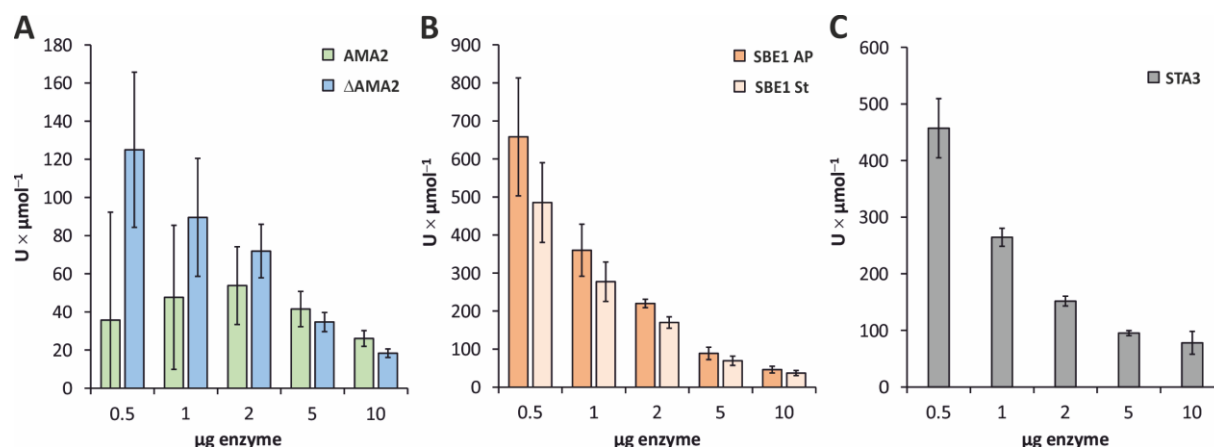 A
180
160
140
120
100
80
60
40
20
0
U × µmol⁻¹
AMA2
ΔAMA2
0.5 1 2 5 10
µg enzyme
B
900
800
700
600
500
400
300
200
100
0
U × µmol⁻¹
SBE1 AP
SBE1 St
0.5 1 2 5 10
µg enzyme
C
600
500
400
300
200
100
0
U × µmol⁻¹
STA3
0.5 1 2 5 10
µg enzyme